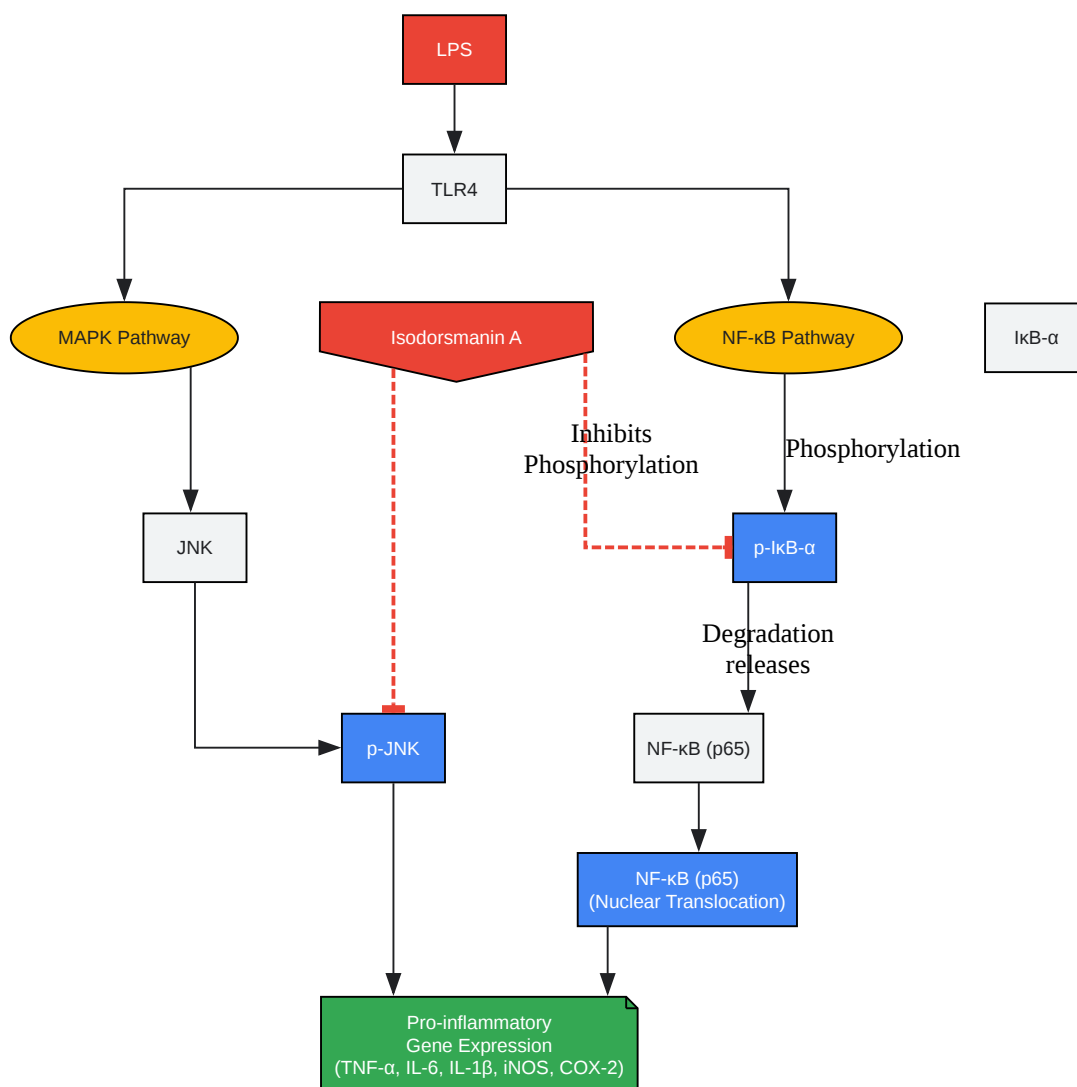 LPS
TLR4
MAPK Pathway
Isodorsmanin A
NF-κB Pathway
IκB-α
Inhibits
Phosphorylation
Phosphorylation
JNK
p-IκB-α
Degradation
releases
p-JNK
NF-κB (p65)
NF-κB (p65)
(Nuclear Translocation)
Pro-inflammatory
Gene Expression
(TNF-α, IL-6, IL-1β, iNOS, COX-2)